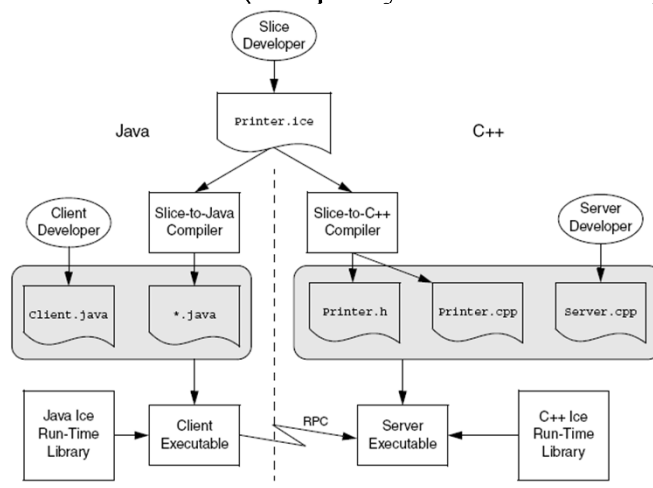 Slice
Developer
Printer.ice
Java
C++
Client
Developer
Slice-to-Java
Compiler
Slice-to-C++
Compiler
Server
Developer
Client.java
*.java
Printer.h
Printer.cpp
Server.cpp
Java Ice
Run-Time
Library
Client
Executable
RPC
Server
Executable
C++ Ice
Run-Time
Library